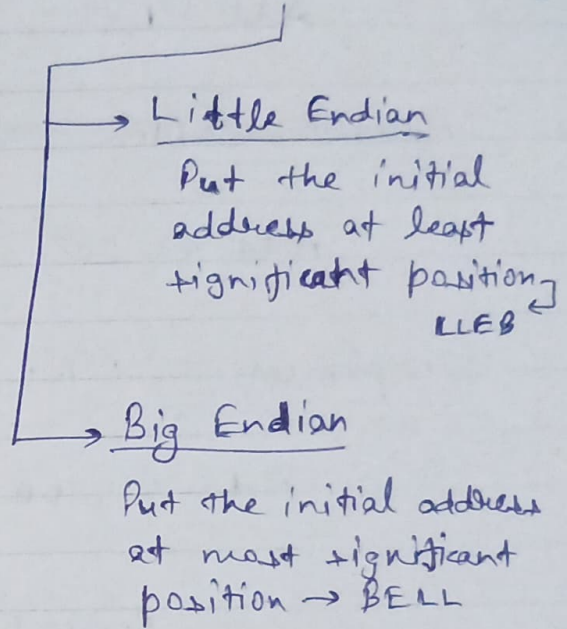 Little Endian
Put the initial
address at least
significant position
LLEB
Big Endian
Put the initial address
at most significant
position → BELL